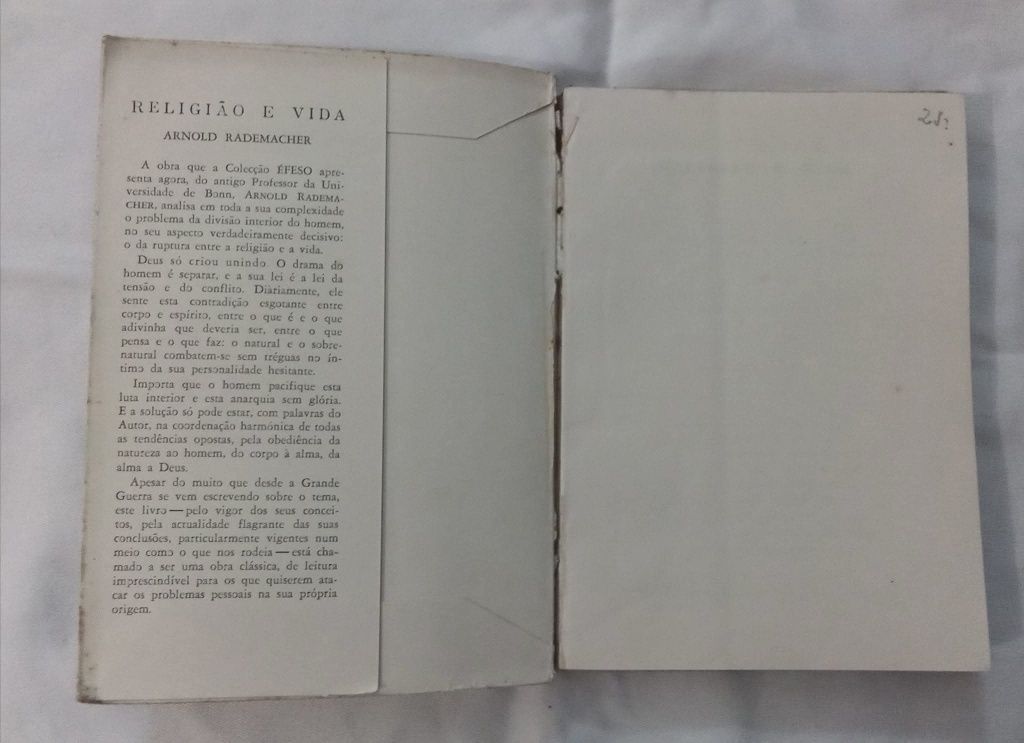 RELIGIÃO E VIDA
ARNOLD RADEMACHER
A obra que a Colecção ÉFESO apre-
senta agora, do antigo Professor da Uni-
versidade de Bonn, ARNOLD RADEMA-
CHER, analisa em toda a sua complexidade
o problema da divisão interior do homem,
no seu aspecto verdadeiramente decisivo:
o da ruptura entre a religião e a vida.
Deus só criou unindo. O drama do
homem é separar, e a sua lei é a lei da
tensão e do conflito. Diàriamente, ele
sente esta contradição esgotante entre
corpo e espírito, entre o que é e o que
adivinha que deveria ser, entre o que
pensa e o que faz: o natural e o sobre-
natural combatem-se sem tréguas no ín-
timo da sua personalidade hesitante.
Importa que o homem pacifique esta
luta interior e esta anarquia sem glória.
E a solução só pode estar, com palavras do
Autor, na coordenação harmónica de todas
as tendências opostas, pela obediência da
natureza ao homem, do corpo à alma, da
alma a Deus.
Apesar do muito que desde a Grande
Guerra se vem escrevendo sobre o tema,
este livro — pelo vigor dos seus concei-
tos, pela actualidade flagrante das suas
conclusões, particularmente vigentes num
meio como o que nos rodeia — está cha-
mado a ser uma obra clássica, de leitura
imprescindível para os que quiserem ata-
car os problemas pessoais na sua própria
origem.